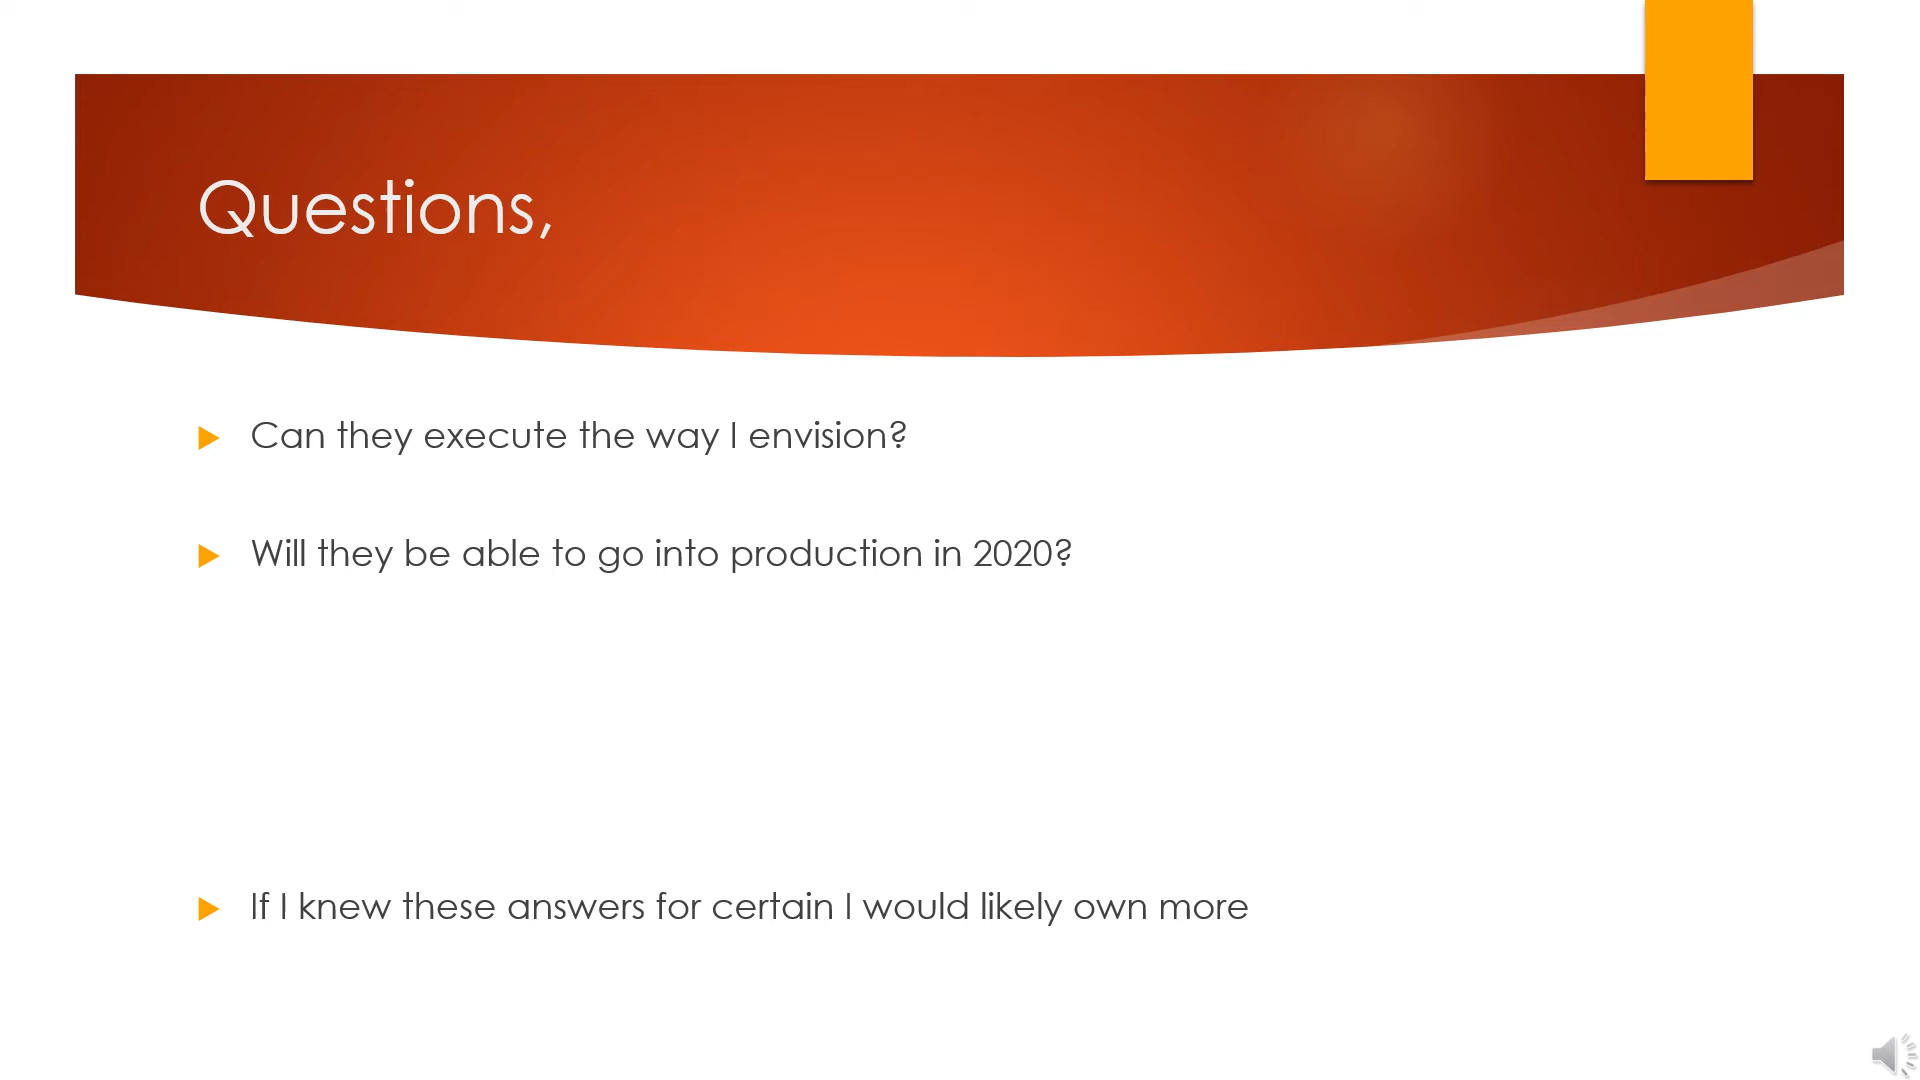 Questions,
Can they execute the way I envision?
Will they be able to go into production in 2020?
If I knew these answers for certain I would likely own more